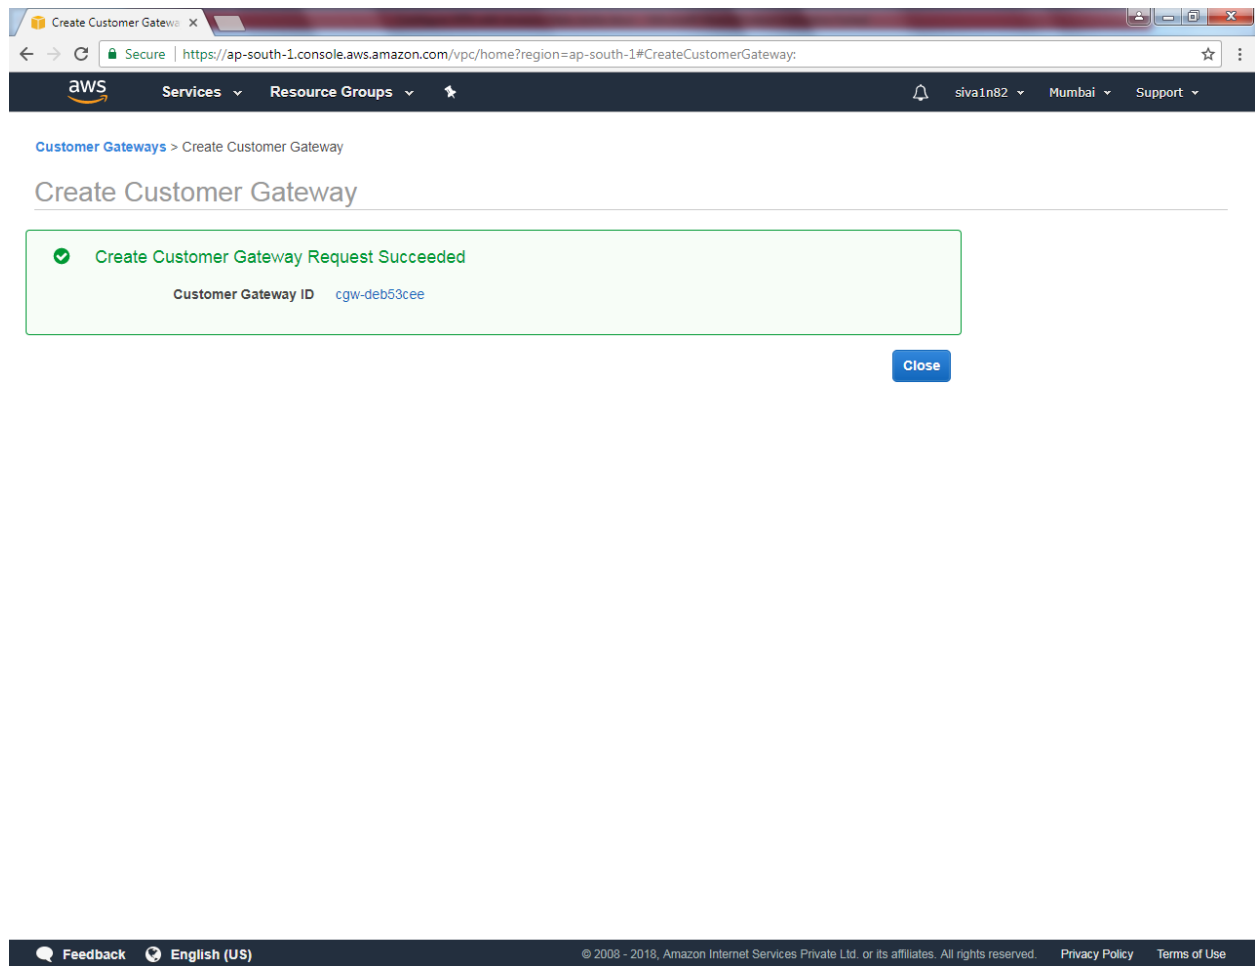 Create Customer Gatewa
Secure | https://ap-south-1.console.aws.amazon.com/vpc/home?region=ap-south-1#CreateCustomerGateway:
aws Services Resource Groups siva1n82 Mumbai Support
Customer Gateways > Create Customer Gateway
Create Customer Gateway
Create Customer Gateway Request Succeeded
Customer Gateway ID cgw-deb53cee
Close
Feedback English (US) © 2008 - 2018, Amazon Internet Services Private Ltd. or its affiliates. All rights reserved. Privacy Policy Terms of Use